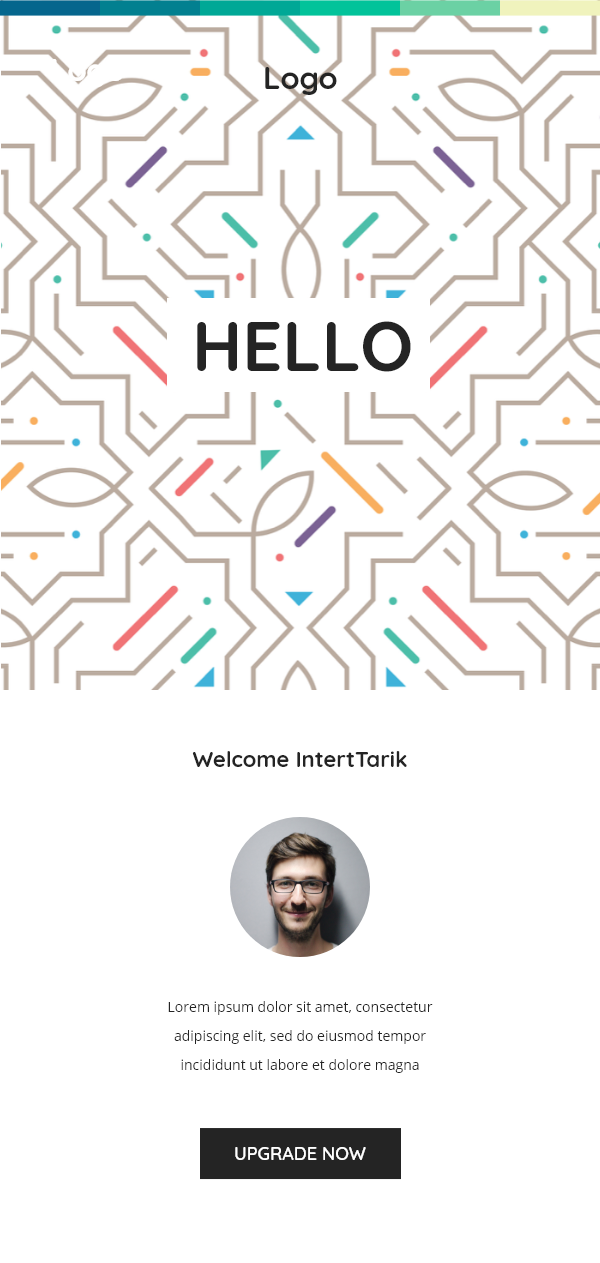 Logo
HELLO
Welcome IntertTarik
Lorem ipsum dolor sit amet, consectetur
adipiscing elit, sed do eiusmod tempor
incididunt ut labore et dolore magna
UPGRADE NOW